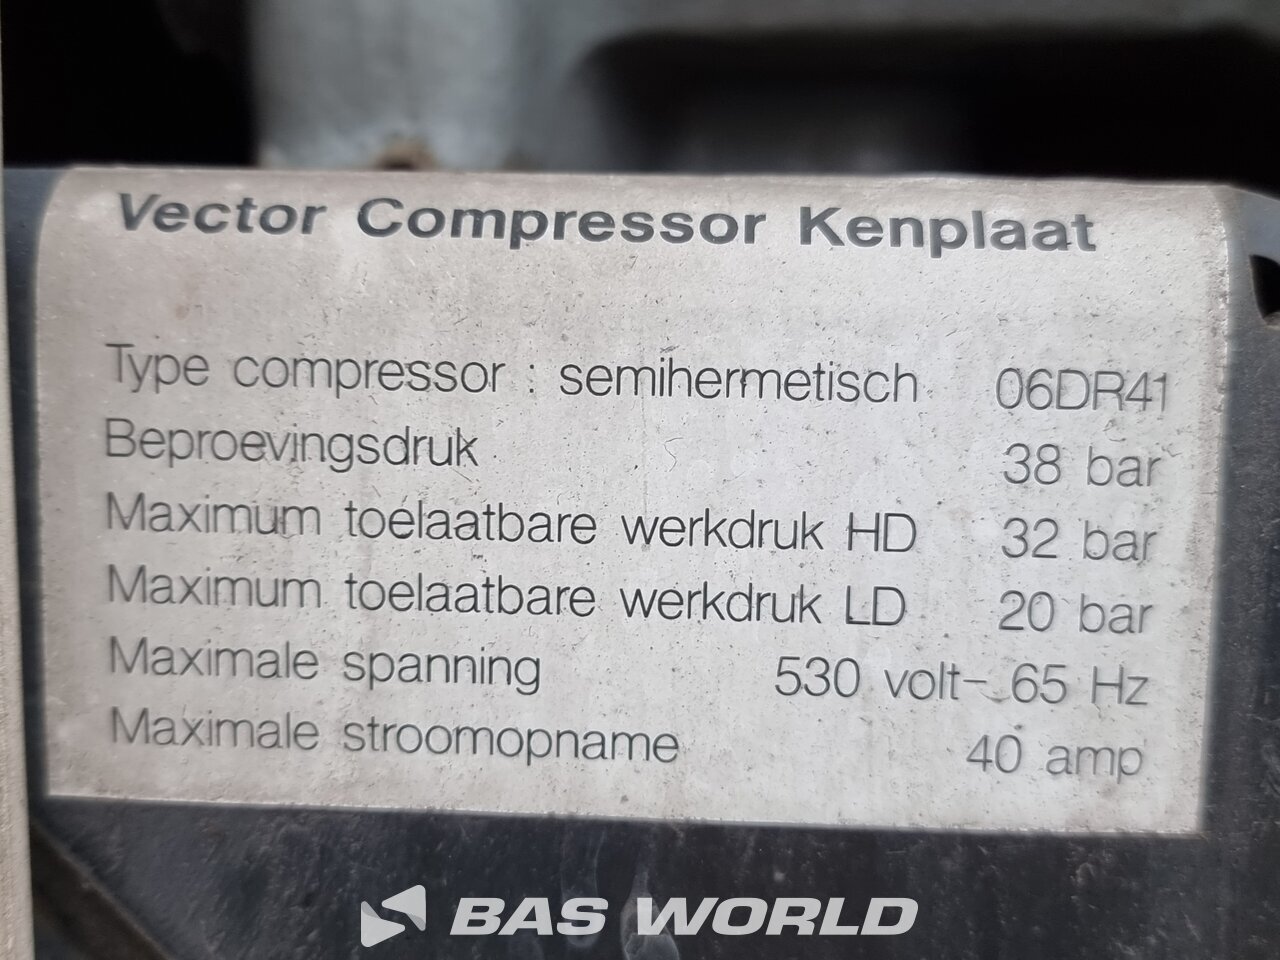 Vector Compressor Kenplaat
Type compressor : semihermetisch 06DR41
Beproevingsdruk 38 bar
Maximum toelaatbare werkdruk HD 32 bar
Maximum toelaatbare werkdruk LD 20 bar
Maximale spanning 530 volt- 65 Hz
Maximale stroomopname 40 amp
BAS WORLD